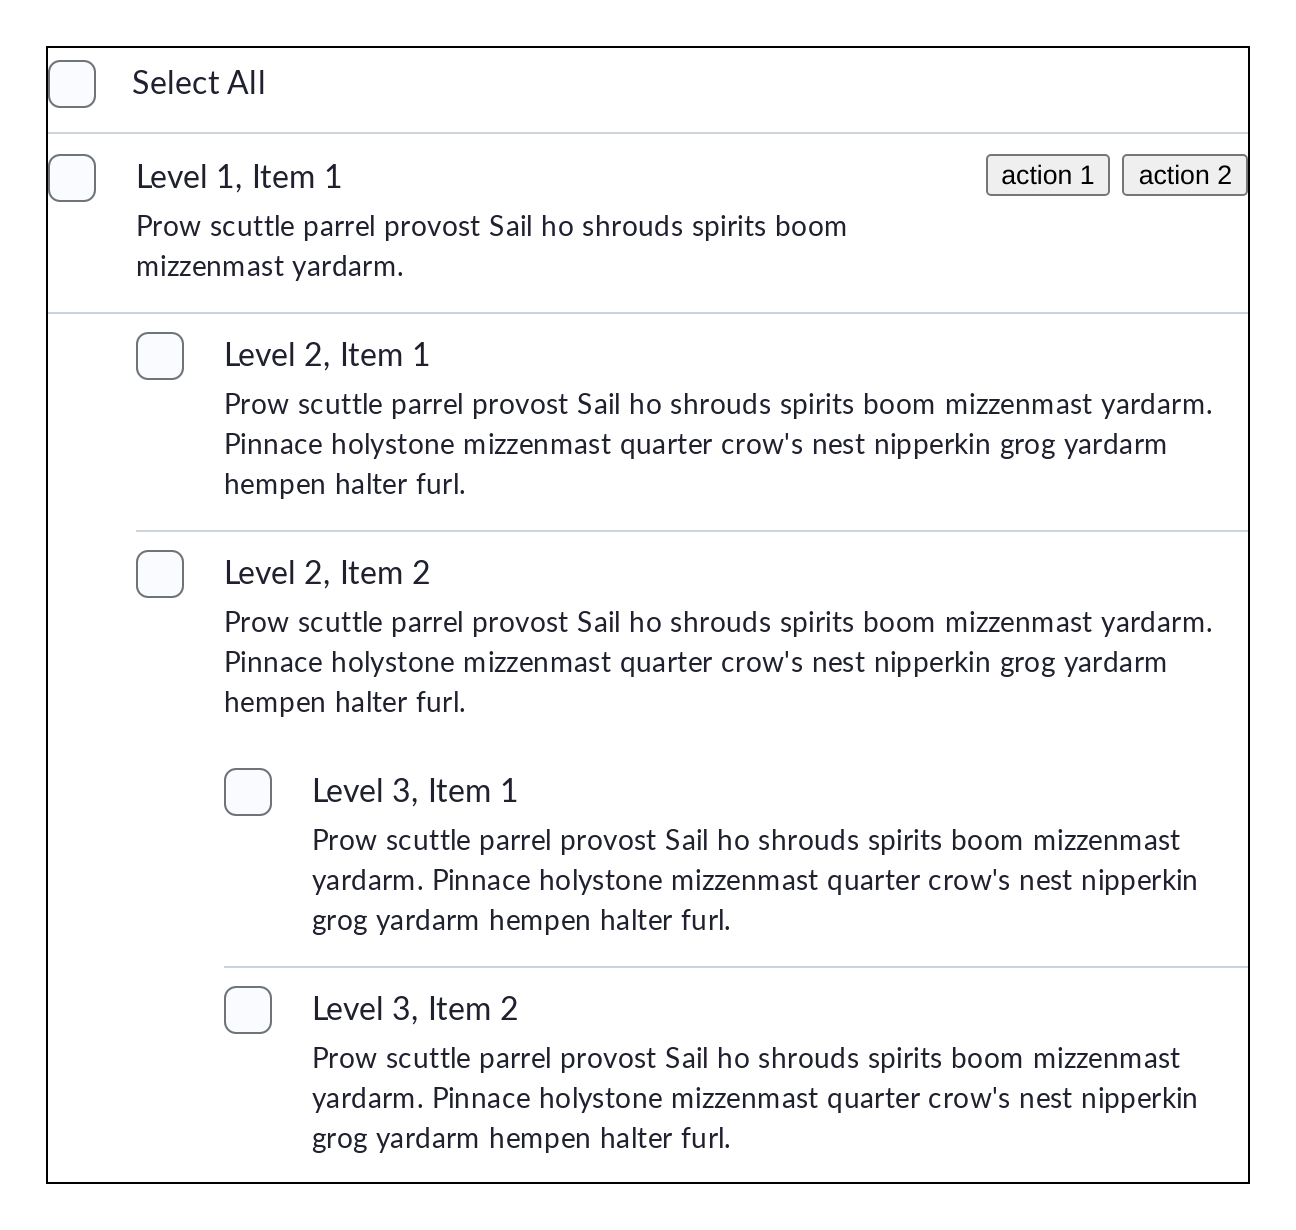 Select All
Level 1, Item 1
action 1
action 2
Prow scuttle parrel provost Sail ho shrouds spirits boom
mizzenmast yardarm.
Level 2, Item 1
Prow scuttle parrel provost Sail ho shrouds spirits boom mizzenmast yardarm.
Pinnace holystone mizzenmast quarter crow's nest nipperkin grog yardarm
hempen halter furl.
Level 2, Item 2
Prow scuttle parrel provost Sail ho shrouds spirits boom mizzenmast yardarm.
Pinnace holystone mizzenmast quarter crow's nest nipperkin grog yardarm
hempen halter furl.
Level 3, Item 1
Prow scuttle parrel provost Sail ho shrouds spirits boom mizzenmast
yardarm. Pinnace holystone mizzenmast quarter crow's nest nipperkin
grog yardarm hempen halter furl.
Level 3, Item 2
Prow scuttle parrel provost Sail ho shrouds spirits boom mizzenmast
yardarm. Pinnace holystone mizzenmast quarter crow's nest nipperkin
grog yardarm hempen halter furl.